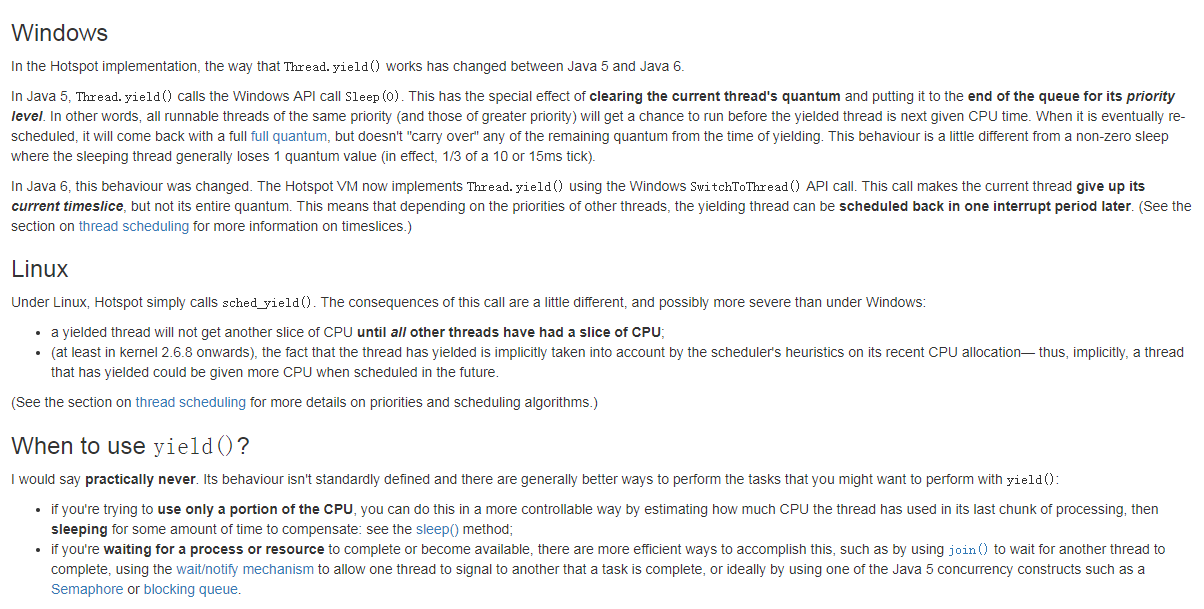 Windows
In the Hotspot implementation, the way that Thread.yield() works has changed between Java 5 and Java 6.
In Java 5, Thread.yield() calls the Windows API call Sleep(0). This has the special effect of clearing the current thread's quantum and putting it to the end of the queue for its priority
level. In other words, all runnable threads of the same priority (and those of greater priority) will get a chance to run before the yielded thread is next given CPU time. When it is eventually re-
scheduled, it will come back with a full full quantum, but doesn't "carry over" any of the remaining quantum from the time of yielding. This behaviour is a little different from a non-zero sleep
where the sleeping thread generally loses 1 quantum value (in effect, 1/3 of a 10 or 15ms tick).
In Java 6, this behaviour was changed. The Hotspot VM now implements Thread.yield() using the Windows SwitchToThread() API call. This call makes the current thread give up its
current timeslice, but not its entire quantum. This means that depending on the priorities of other threads, the yielding thread can be scheduled back in one interrupt period later. (See the
section on thread scheduling for more information on timeslices.)
Linux
Under Linux, Hotspot simply calls sched_yield(). The consequences of this call are a little different, and possibly more severe than under Windows:
• a yielded thread will not get another slice of CPU until all other threads have had a slice of CPU;
• (at least in kernel 2.6.8 onwards), the fact that the thread has yielded is implicitly taken into account by the scheduler's heuristics on its recent CPU allocation— thus, implicitly, a thread
that has yielded could be given more CPU when scheduled in the future.
(See the section on thread scheduling for more details on priorities and scheduling algorithms.)
When to use yield()?
I would say practically never. Its behaviour isn't standardly defined and there are generally better ways to perform the tasks that you might want to perform with yield():
• if you're trying to use only a portion of the CPU, you can do this in a more controllable way by estimating how much CPU the thread has used in its last chunk of processing, then
sleeping for some amount of time to compensate: see the sleep() method;
• if you're waiting for a process or resource to complete or become available, there are more efficient ways to accomplish this, such as by using join() to wait for another thread to
complete, using the wait/notify mechanism to allow one thread to signal to another that a task is complete, or ideally by using one of the Java 5 concurrency constructs such as a
Semaphore or blocking queue.